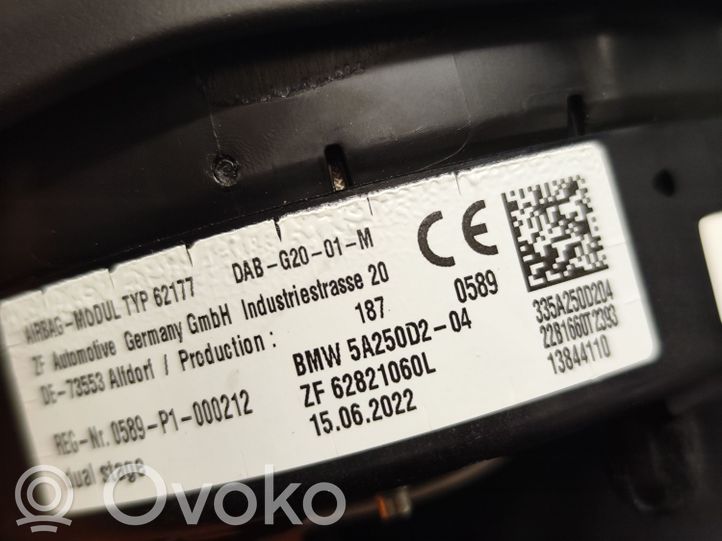 AIRBAG-MODUL TYP 62177 DAB-G20-01-M
ZF Automotive Germany GmbH Industriestrasse 20
DE-73553 Alfdorf / Production: 187
REG-Nr. 0589-P1-000212
dual stage
BMW 5A250D2-04
ZF 62821060L
15.06.2022
CE
0589
335A250D204
2281660T2393
13844110
Ovoko